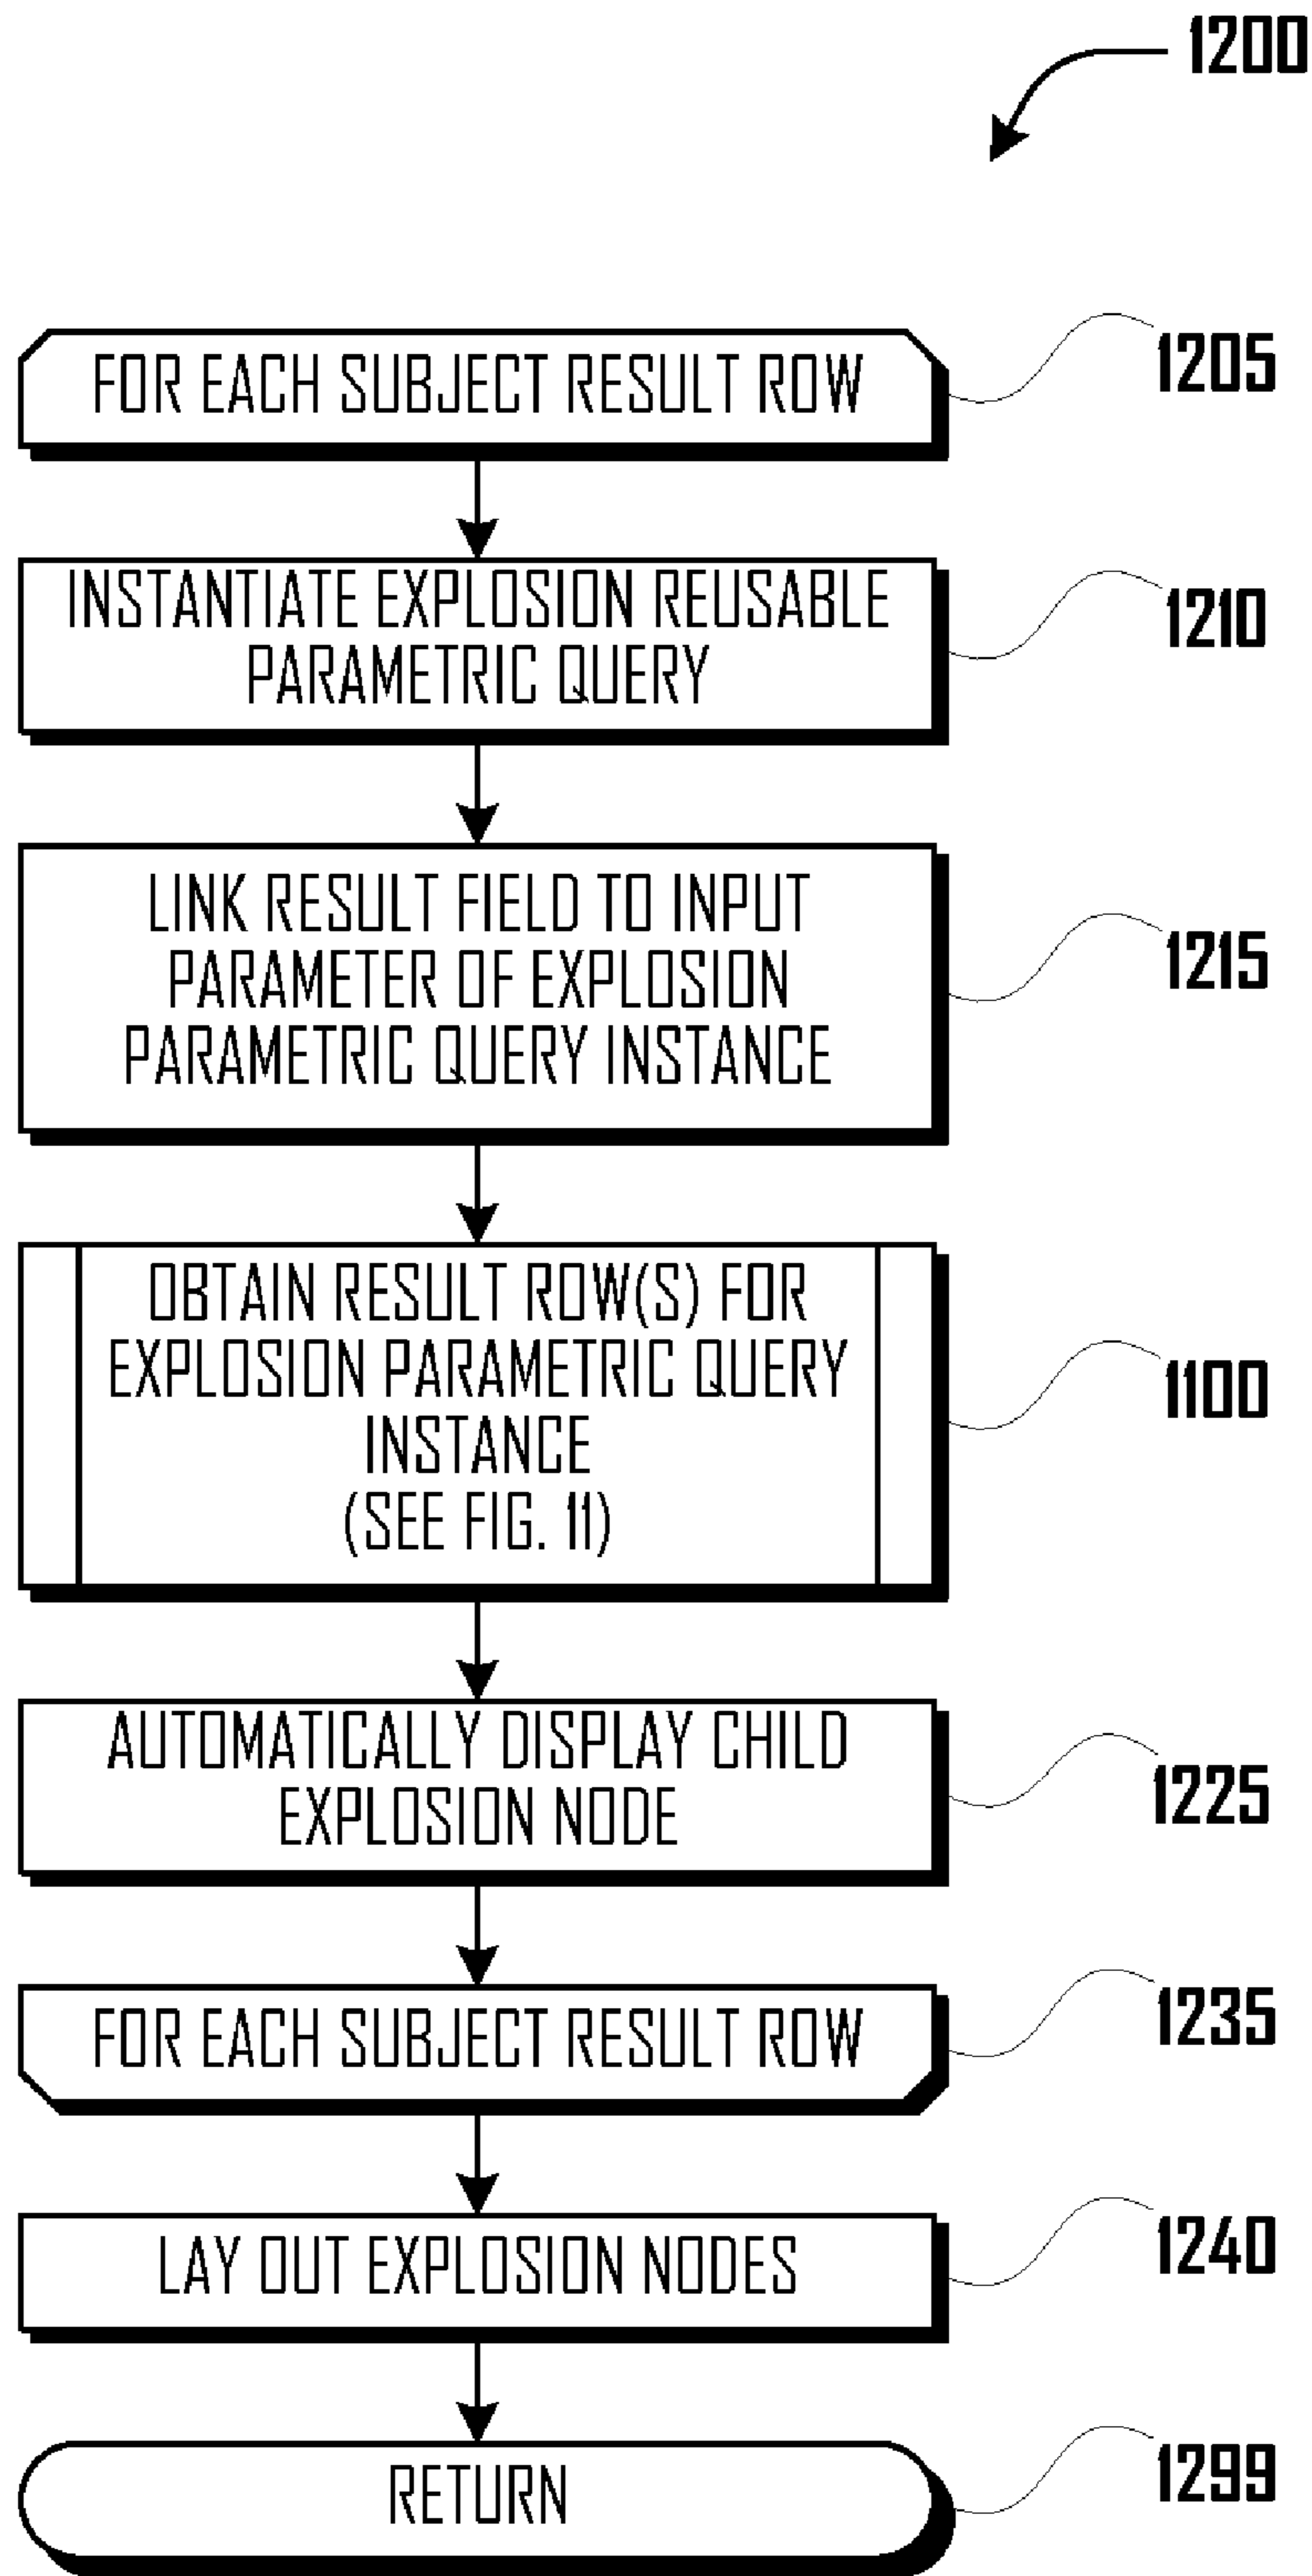 1200
FOR EACH SUBJECT RESULT ROW
1205
INSTANTIATE EXPLOSION REUSABLE
PARAMETRIC QUERY
1210
LINK RESULT FIELD TO INPUT
PARAMETER OF EXPLOSION
PARAMETRIC QUERY INSTANCE
1215
OBTAIN RESULT ROW(S) FOR
EXPLOSION PARAMETRIC QUERY
INSTANCE
(SEE FIG. 11)
1100
AUTOMATICALLY DISPLAY CHILD
EXPLOSION NODE
1225
FOR EACH SUBJECT RESULT ROW
1235
LAY OUT EXPLOSION NODES
1240
RETURN
1299